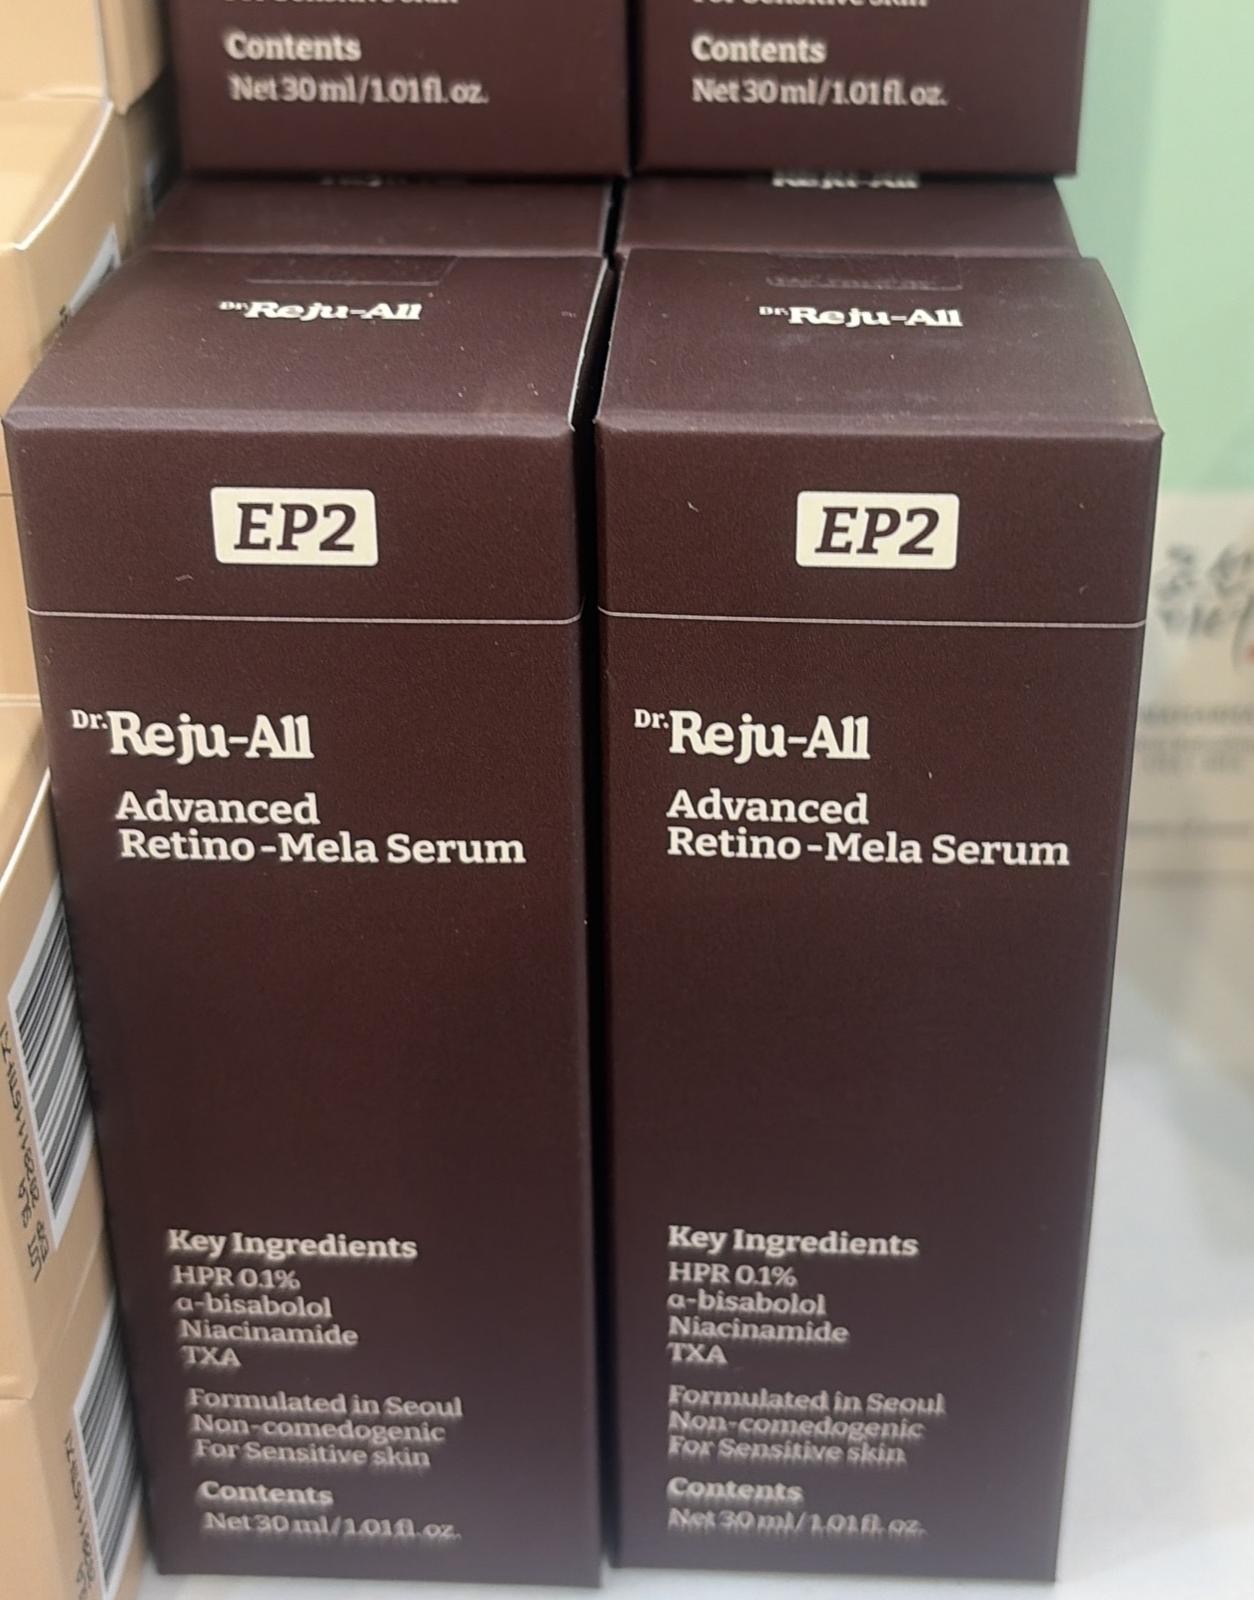 Contents
Net 30 ml/1.01 fl. oz.
Contents
Net 30 ml/1.01 fl. oz.
Reju-All
Dr. Reju-All
EP2
Dr. Reju-All
Advanced
Retino-Mela Serum
Key Ingredients
HPR 0.1%
α-bisabolol
Niacinamide
TXA
Formulated in Seoul
Non-comedogenic
For Sensitive skin
Contents
Net 30 ml/1.01 fl. oz.
Dr. Reju-All
EP2
Dr. Reju-All
Advanced
Retino-Mela Serum
Key Ingredients
HPR 0.1%
α-bisabolol
Niacinamide
TXA
Formulated in Seoul
Non-comedogenic
For Sensitive skin
Contents
Net 30 ml/1.01 fl. oz.